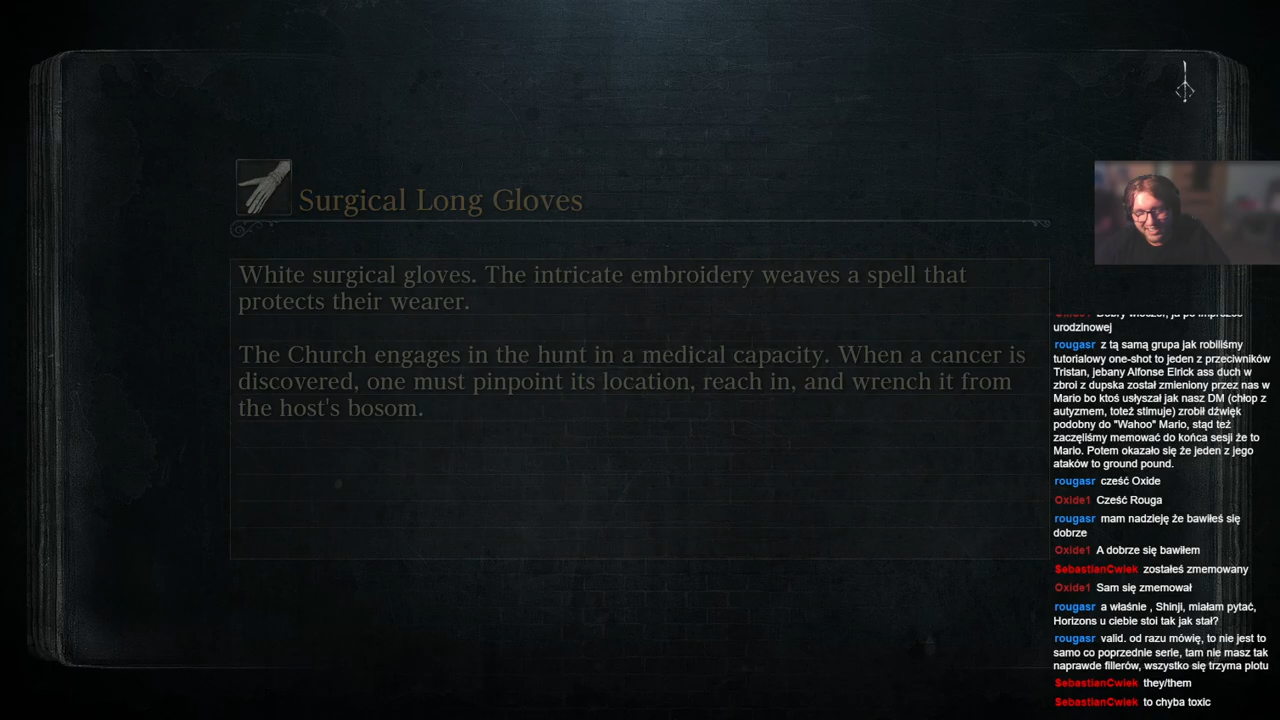 Surgical Long Gloves
White surgical gloves. The intricate embroidery weaves a spell that
protects their wearer.
The Church engages in the hunt in a medical capacity. When a cancer is
discovered, one must pinpoint its location, reach in, and wrench it from
the host's bosom.
Oxide1 Dobry wieczór, ja po imprezce
urodzinowej
rougasr z tą samą grupa jak robiliśmy
tutorialowy one-shot to jeden z przeciwników
Tristan, jebany Alfonse Elrick ass duch w
zbroi z dupska został zmieniony przez nas w
Mario bo ktoś usłyszał jak nasz DM (chłop z
autyzmem, toteż stimuje) zrobił dźwięk
podobny do "Wahoo" Mario, stąd też
zaczęliśmy memować do końca sesji że to
Mario. Potem okazało się że jeden z jego
ataków to ground pound.
rougasr cześć Oxide
Oxide1 Cześć Rouga
rougasr mam nadzieję że bawiłeś się
dobrze
Oxide1 A dobrze się bawiłem
SebastianCwiek zostałeś zmemowany
Oxide1 Sam się zmemował
rougasr a właśnie , Shinji, miałam pytać,
Horizons u ciebie stoi tak jak stał?
rougasr valid. od razu mówię, to nie jest to
samo co poprzednie serie, tam nie masz tak
naprawde fillerów, wszystko się trzyma plotu
SebastianCwiek they/them
SebastianCwiek to chyba toxic